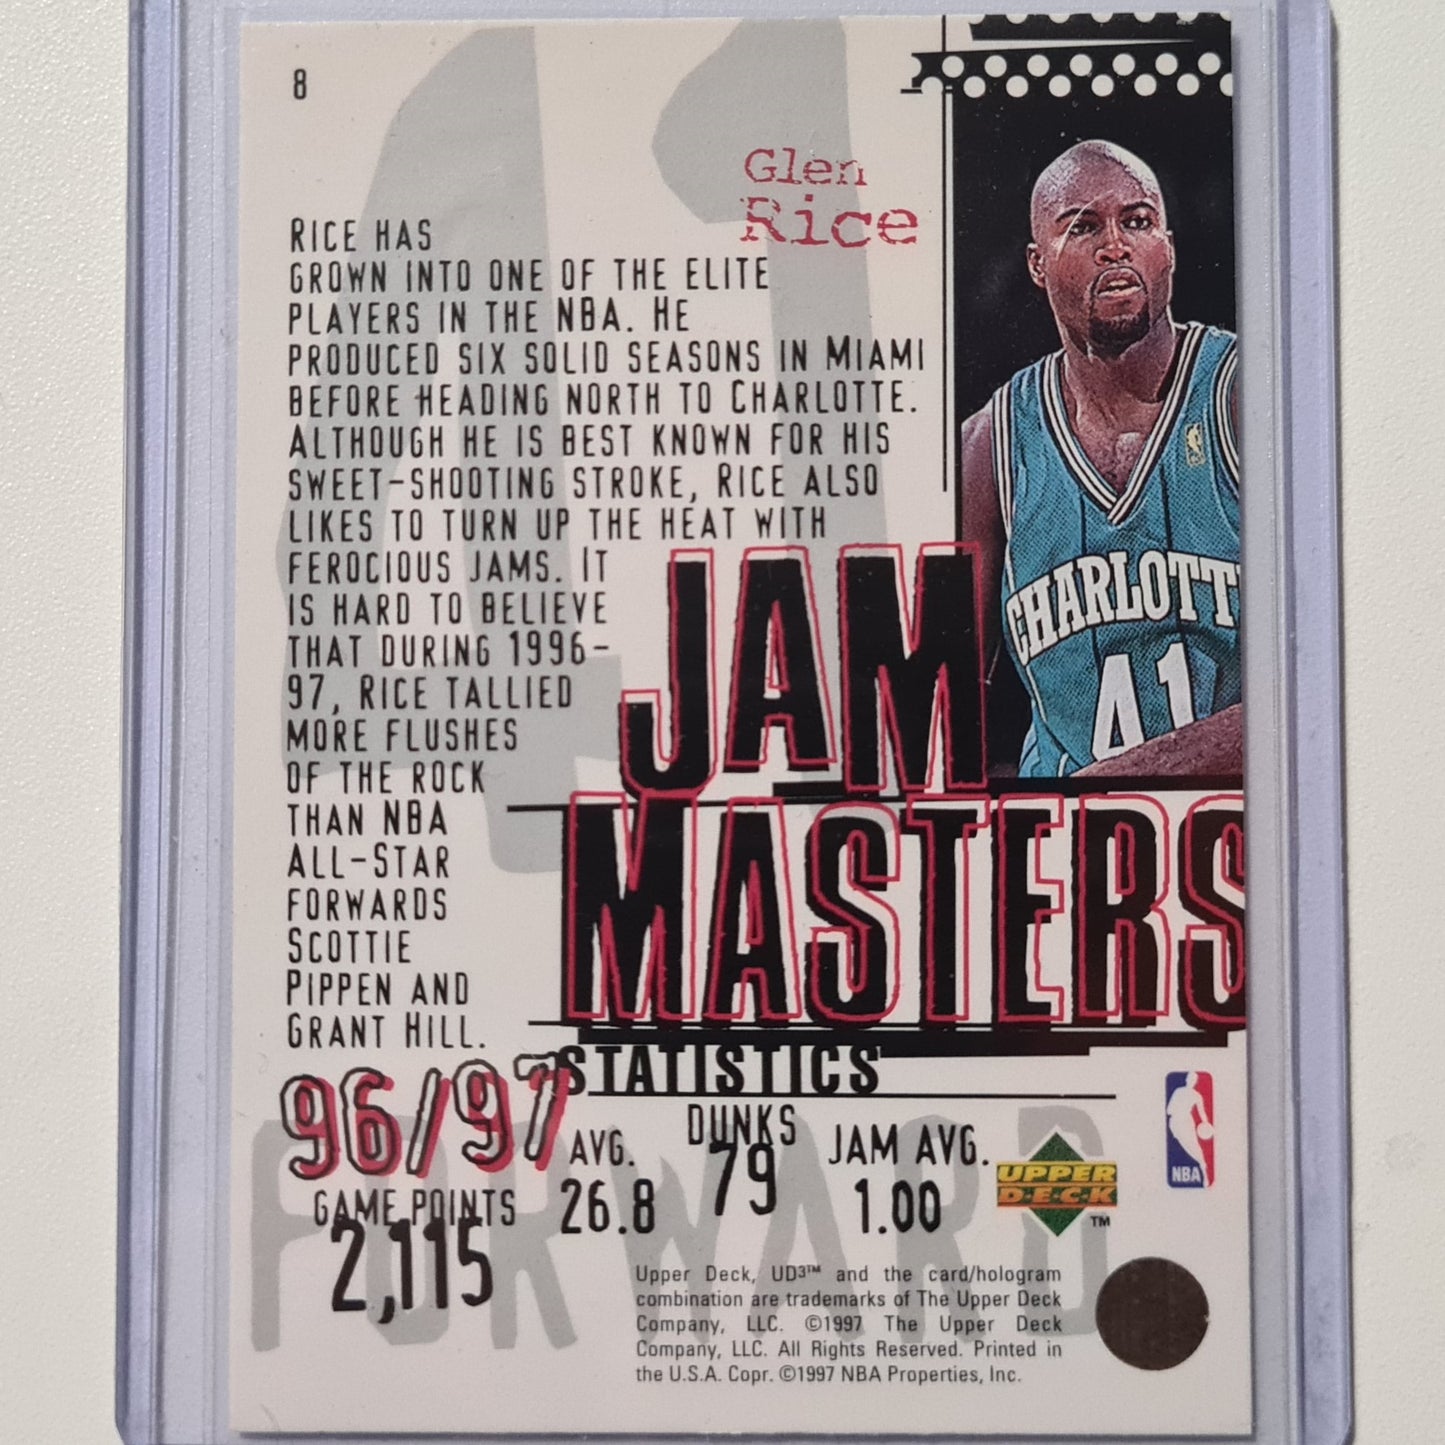 8
Glen
Rice
RICE HAS
GROWN INTO ONE OF THE ELITE
PLAYERS IN THE NBA. HE
PRODUCED SIX SOLID SEASONS IN MIAMI
BEFORE HEADING NORTH TO CHARLOTTE.
ALTHOUGH HE IS BEST KNOWN FOR HIS
SWEET-SHOOTING STROKE, RICE ALSO
LIKES TO TURN UP THE HEAT WITH
FEROCIOUS JAMS. IT
IS HARD TO BELIEVE
THAT DURING 1996-
97, RICE TALLIED
MORE FLUSHES
OF THE ROCK
THAN NBA
ALL-STAR
FORWARDS
SCOTTIE
PIPPEN AND
GRANT HILL.
41
CHARLOTT
41
JAM
MASTERS
STATISTICS
96/97
GAME POINTS
2,115
AVG.
26.8
DUNKS
79
JAM AVG.
1.00
FORWARD
UPPER
D·E·C·K
TM
NBA
Upper Deck, UD3™ and the card/hologram
combination are trademarks of The Upper Deck
Company, LLC. ©1997 The Upper Deck
Company, LLC. All Rights Reserved. Printed in
the U.S.A. Copr. ©1997 NBA Properties, Inc.